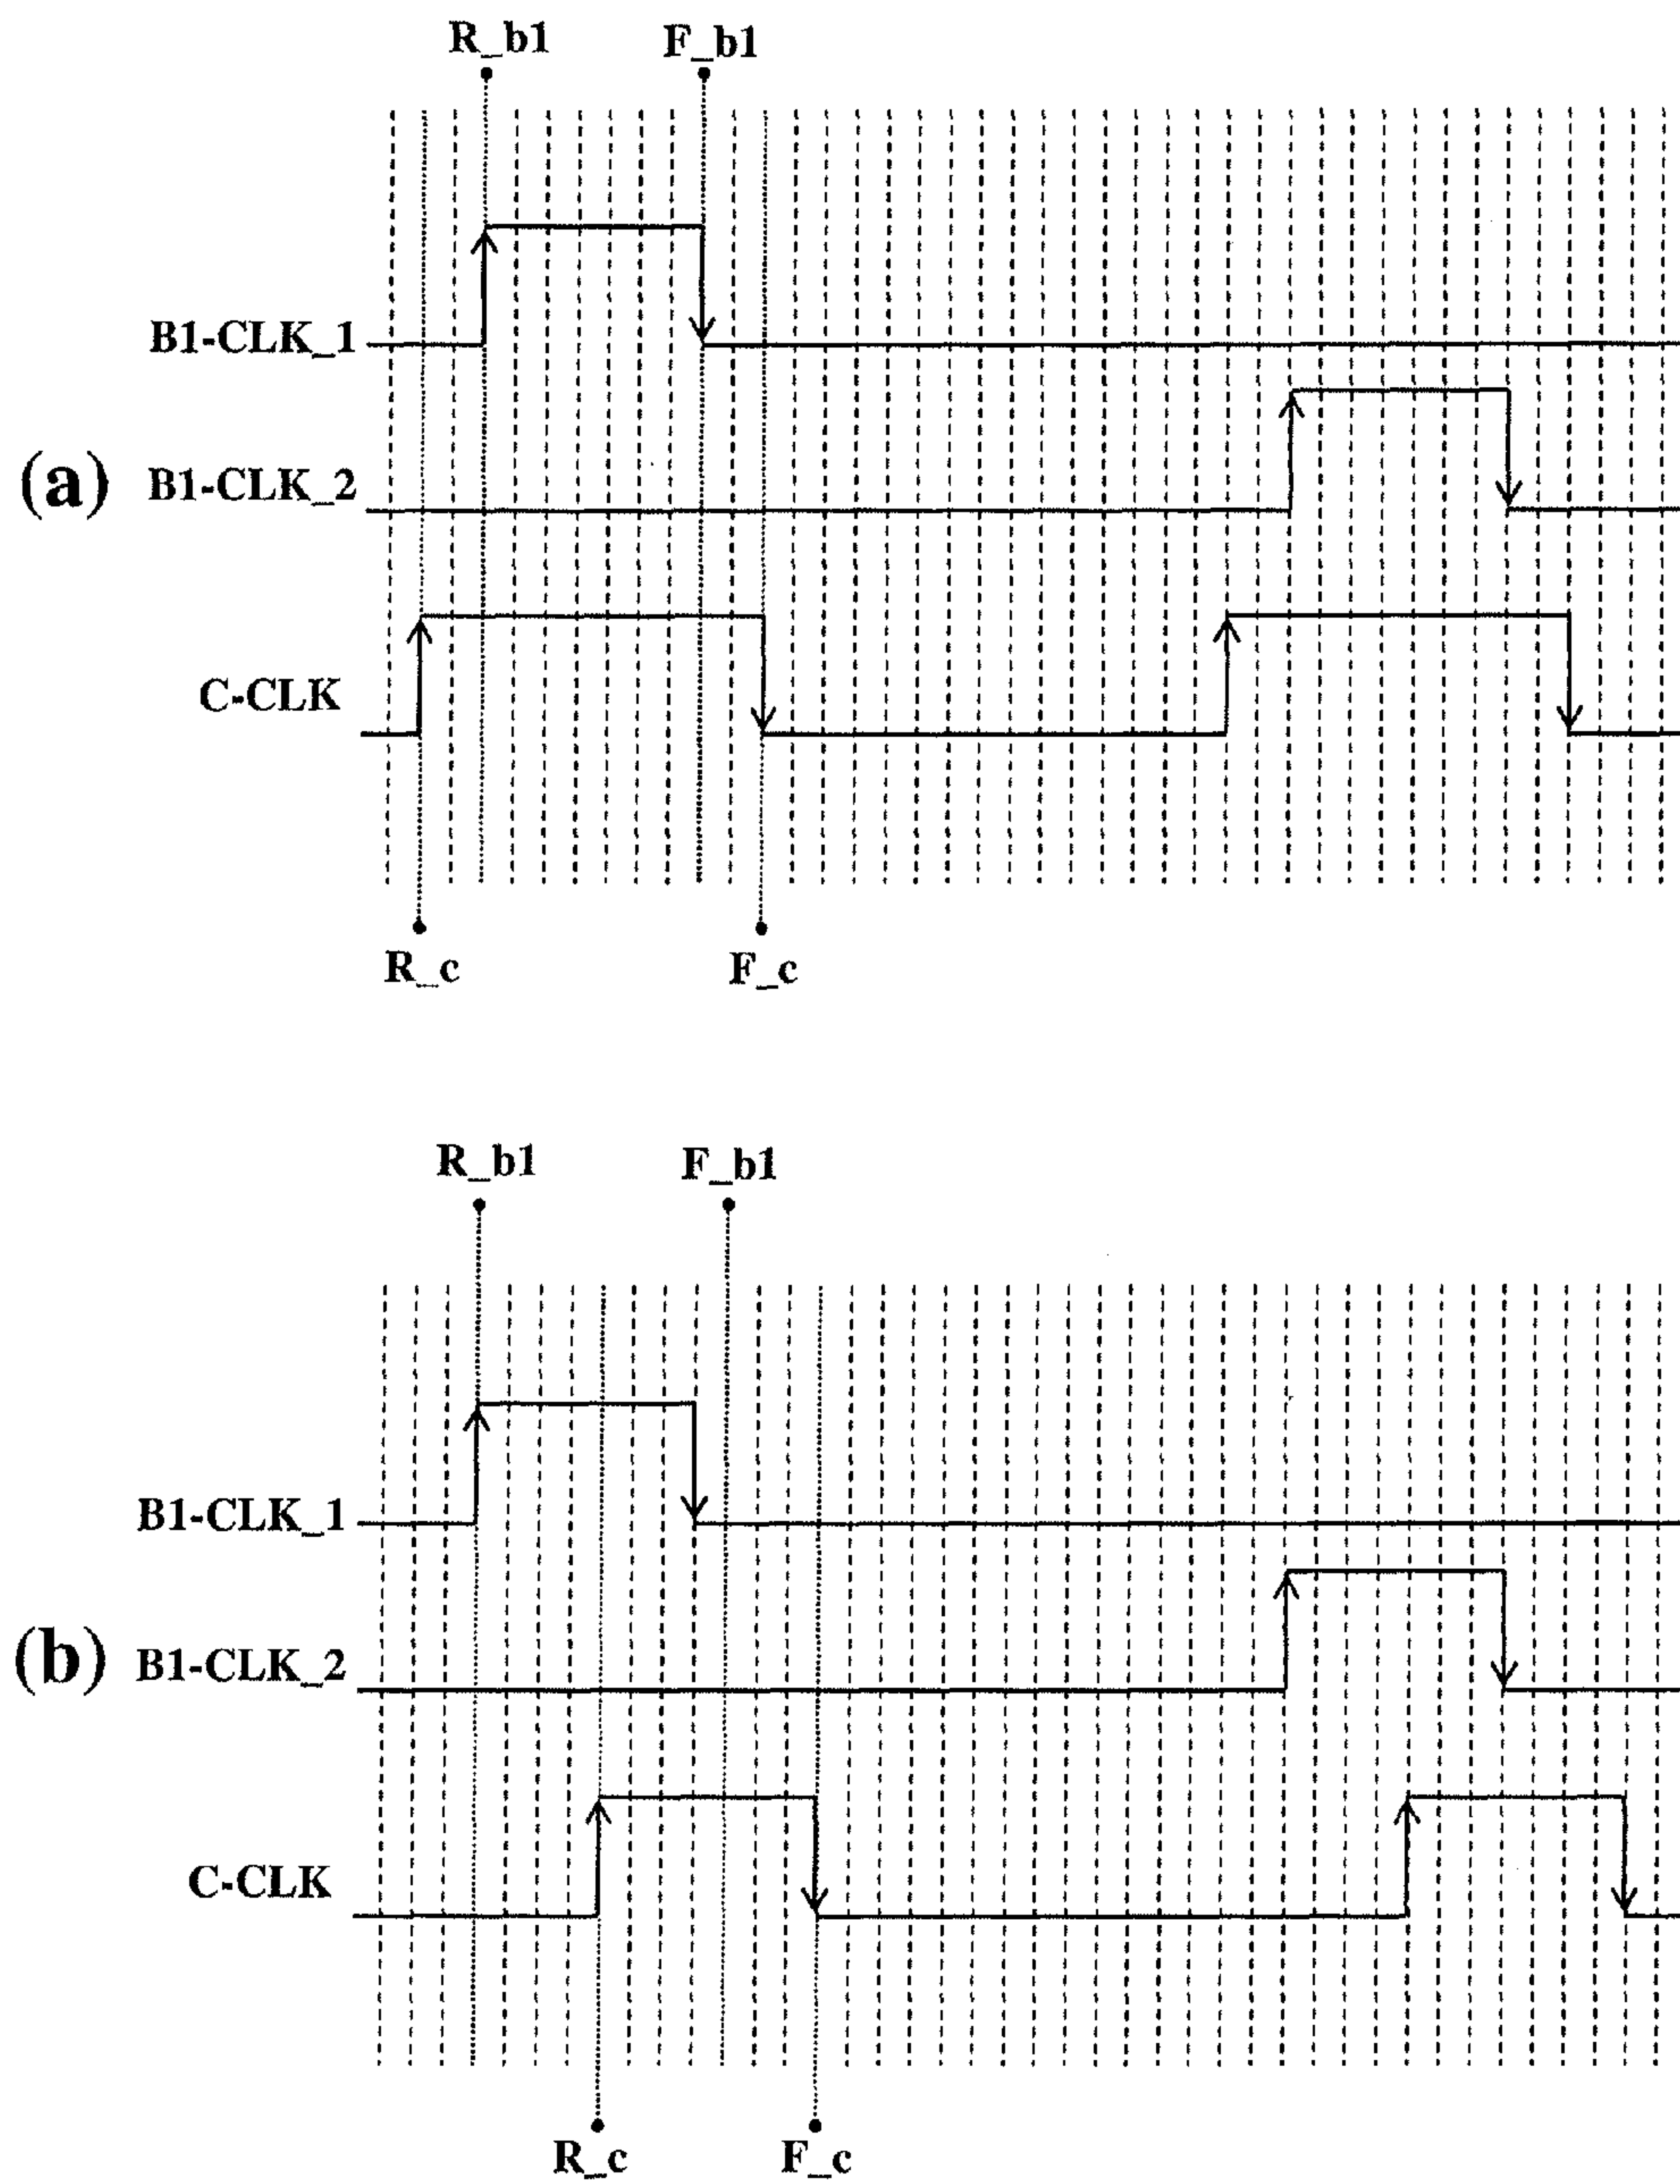 R_b1 F_b1
B1-CLK_1
(a) B1-CLK_2
C-CLK
R_c F_c
R_b1 F_b1
B1-CLK_1
(b) B1-CLK_2
C-CLK
R_c F_c